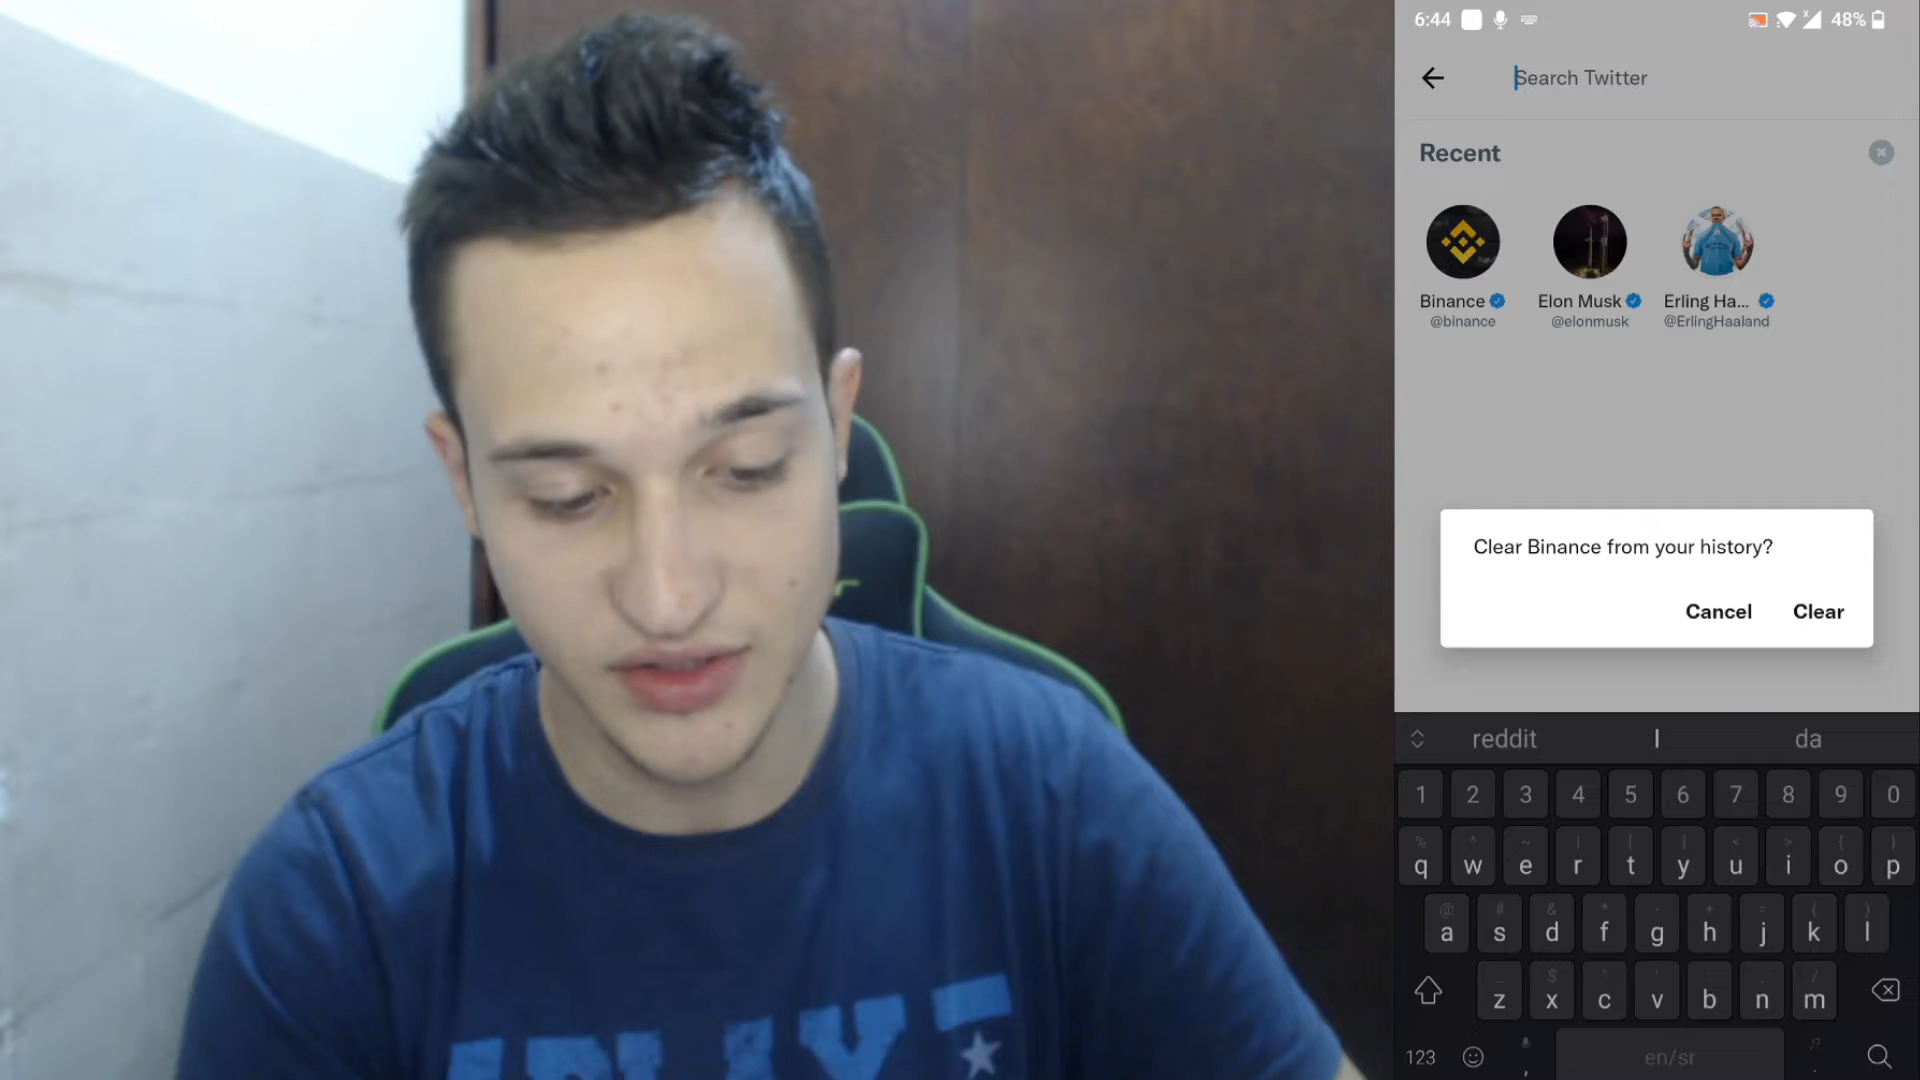 6:44
48%
Search Twitter
Recent
Binance
@binance
Elon Musk
@elonmusk
Erling Ha...
@ErlingHaaland
Clear Binance from your history?
Cancel Clear
reddit I da
1 2 3 4 5 6 7 8 9 0
q w e r t y u i o p
a s d f g h j k l
z x c v b n m
123 en/sr